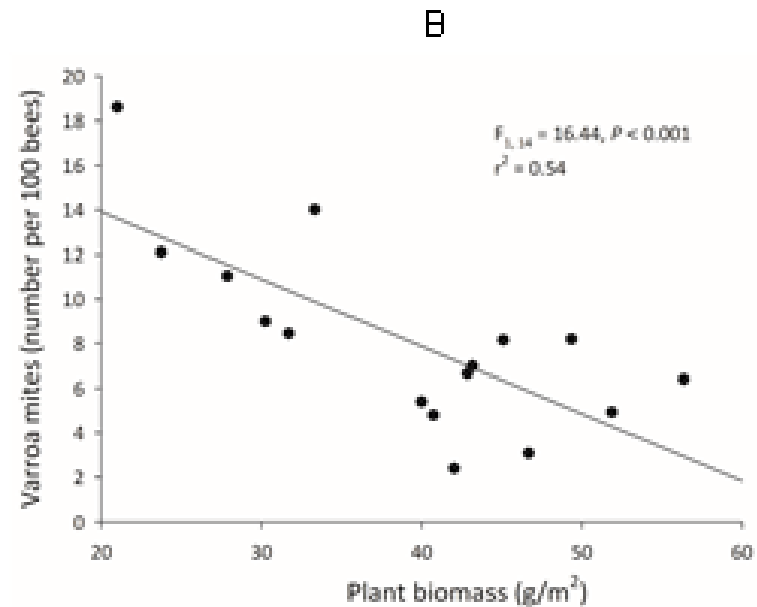 B
F1, 14 = 16.44, P < 0.001
r² = 0.54
Varroa mites (number per 100 bees)
20
18
16
14
12
10
8
6
4
2
0
20 30 40 50 60
Plant biomass (g/m²)